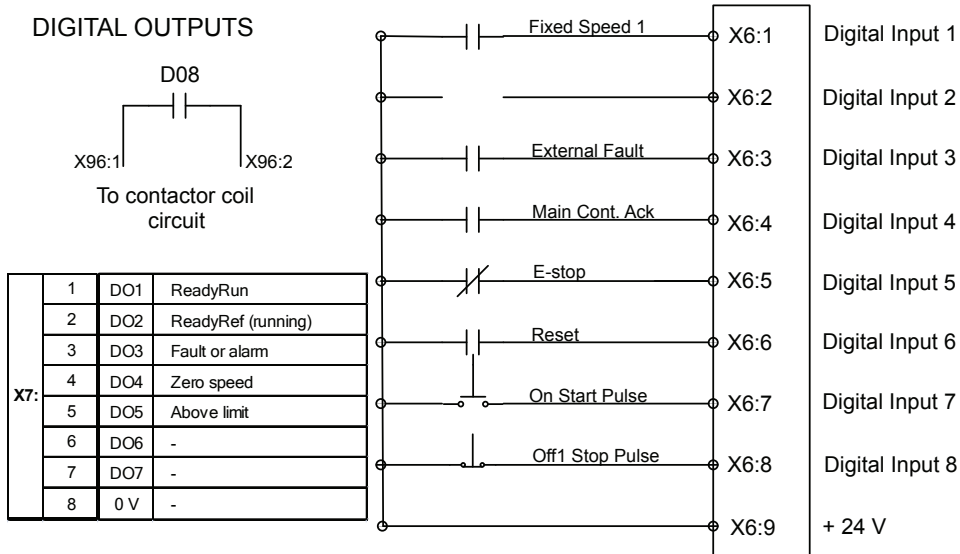 DIGITAL OUTPUTS
D08
X96:1 X96:2
To contactor coil
circuit
X7:
1 DO1 ReadyRun
2 DO2 ReadyRef (running)
3 DO3 Fault or alarm
4 DO4 Zero speed
5 DO5 Above limit
6 DO6 -
7 DO7 -
8 0 V -
Fixed Speed 1 X6:1 Digital Input 1
X6:2 Digital Input 2
External Fault X6:3 Digital Input 3
Main Cont. Ack X6:4 Digital Input 4
E-stop X6:5 Digital Input 5
Reset X6:6 Digital Input 6
On Start Pulse X6:7 Digital Input 7
Off1 Stop Pulse X6:8 Digital Input 8
X6:9 + 24 V